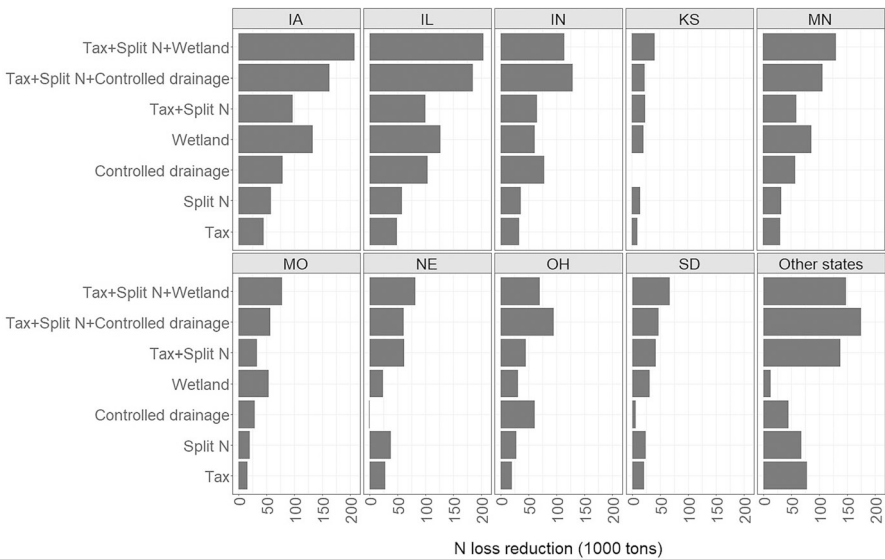 IA IL IN KS MN
Tax+Split N+Wetland
Tax+Split N+Controlled drainage
Tax+Split N
Wetland
Controlled drainage
Split N
Tax
MO NE OH SD Other states
Tax+Split N+Wetland
Tax+Split N+Controlled drainage
Tax+Split N
Wetland
Controlled drainage
Split N
Tax
0 50 100 150 200 0 50 100 150 200 0 50 100 150 200 0 50 100 150 200 0 50 100 150 200
N loss reduction (1000 tons)